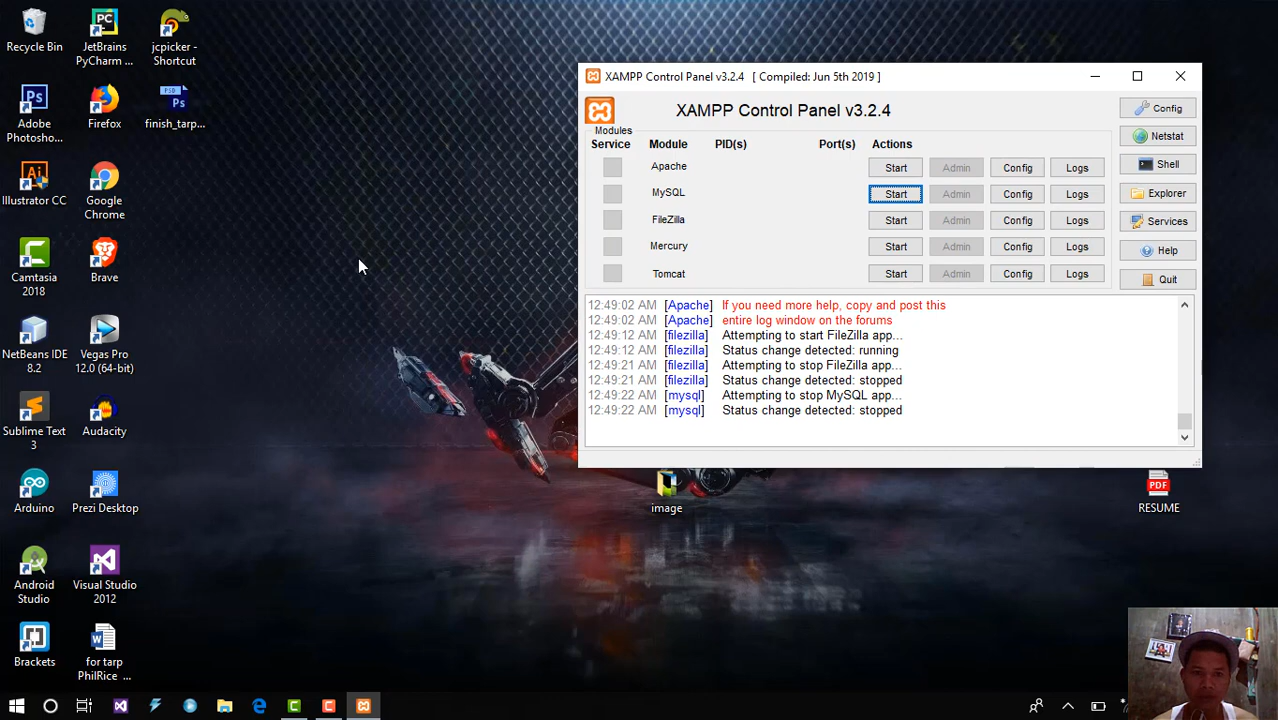 Recycle Bin
JetBrains
PyCharm ...
jcpicker -
Shortcut
Adobe
Photosho...
Firefox
finish_tarp...
Illustrator CC
Google
Chrome
Camtasia
2018
Brave
NetBeans IDE
8.2
Vegas Pro
12.0 (64-bit)
Sublime Text
3
Audacity
Arduino
Prezi Desktop
Android
Studio
Visual Studio
2012
Brackets
for tarp
PhilRice ...
image
PDF
RESUME
XAMPP Control Panel v3.2.4 [ Compiled: Jun 5th 2019 ]
XAMPP Control Panel v3.2.4
Config
Modules
Service Module PID(s) Port(s) Actions
Netstat
Apache Start Admin Config Logs
Shell
MySQL Start Admin Config Logs
Explorer
FileZilla Start Admin Config Logs
Services
Mercury Start Admin Config Logs
Help
Tomcat Start Admin Config Logs
Quit
12:49:02 AM [Apache] If you need more help, copy and post this
12:49:02 AM [Apache] entire log window on the forums
12:49:12 AM [filezilla] Attempting to start FileZilla app...
12:49:12 AM [filezilla] Status change detected: running
12:49:21 AM [filezilla] Attempting to stop FileZilla app...
12:49:21 AM [filezilla] Status change detected: stopped
12:49:22 AM [mysql] Attempting to stop MySQL app...
12:49:22 AM [mysql] Status change detected: stopped